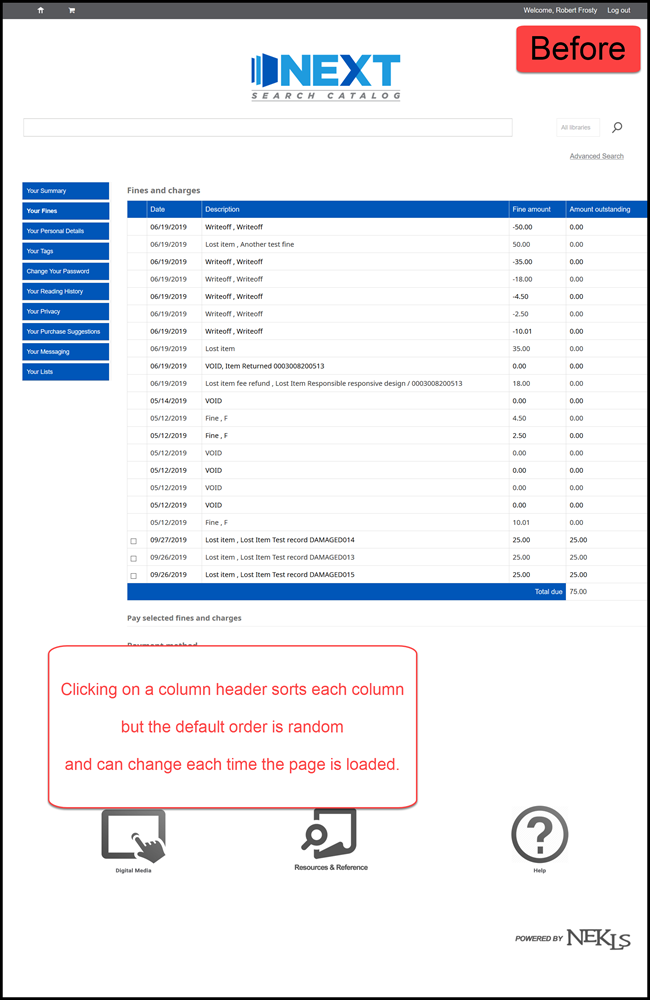 Welcome, Robert Frosty Log out
Before
NEXT
SEARCH CATALOG
All libraries
Advanced Search
Your Summary
Your Fines
Your Personal Details
Your Tags
Change Your Password
Your Reading History
Your Privacy
Your Purchase Suggestions
Your Messaging
Your Lists
Fines and charges
Date Description Fine amount Amount outstanding
06/19/2019 Writeoff , Writeoff -50.00 0.00
06/19/2019 Lost item , Another test fine 50.00 0.00
06/19/2019 Writeoff , Writeoff -35.00 0.00
06/19/2019 Writeoff , Writeoff -18.00 0.00
06/19/2019 Writeoff , Writeoff -4.50 0.00
06/19/2019 Writeoff , Writeoff -2.50 0.00
06/19/2019 Writeoff , Writeoff -10.01 0.00
06/19/2019 Lost item 35.00 0.00
06/19/2019 VOID, Item Returned 0003008200513 0.00 0.00
06/19/2019 Lost item fee refund , Lost Item Responsible responsive design / 0003008200513 18.00 0.00
05/14/2019 VOID 0.00 0.00
05/12/2019 Fine , F 4.50 0.00
05/12/2019 Fine , F 2.50 0.00
05/12/2019 VOID 0.00 0.00
05/12/2019 VOID 0.00 0.00
05/12/2019 VOID 0.00 0.00
05/12/2019 VOID 0.00 0.00
05/12/2019 Fine , F 10.01 0.00
09/27/2019 Lost item , Lost Item Test record DAMAGED014 25.00 25.00
09/26/2019 Lost item , Lost Item Test record DAMAGED013 25.00 25.00
09/26/2019 Lost item , Lost Item Test record DAMAGED015 25.00 25.00
Total due 75.00
Pay selected fines and charges
Payment method
Clicking on a column header sorts each column
but the default order is random
and can change each time the page is loaded.
Digital Media
Resources & Reference
Help
POWERED BY NEKLS